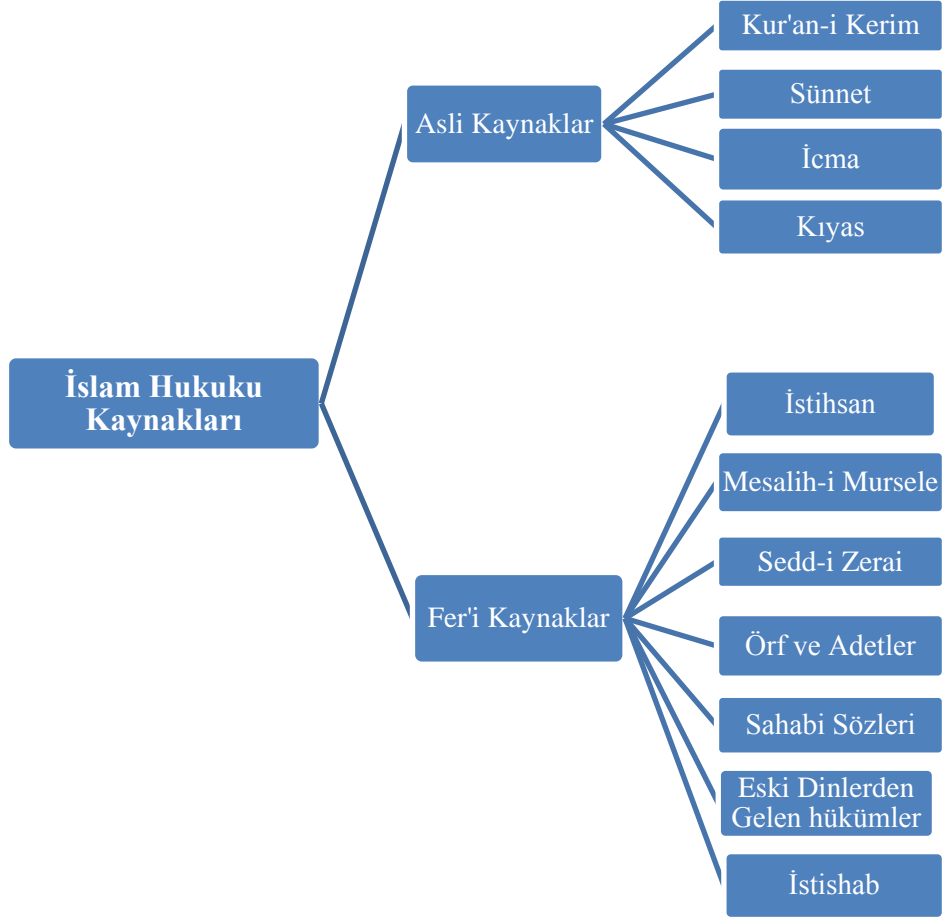 İslam Hukuku
Kaynakları
Asli Kaynaklar
Kur'an-i Kerim
Sünnet
İcma
Kıyas
Fer'i Kaynaklar
İstihsan
Mesalih-i Mursele
Sedd-i Zerai
Örf ve Adetler
Sahabi Sözleri
Eski Dinlerden
Gelen hükümler
İstishab